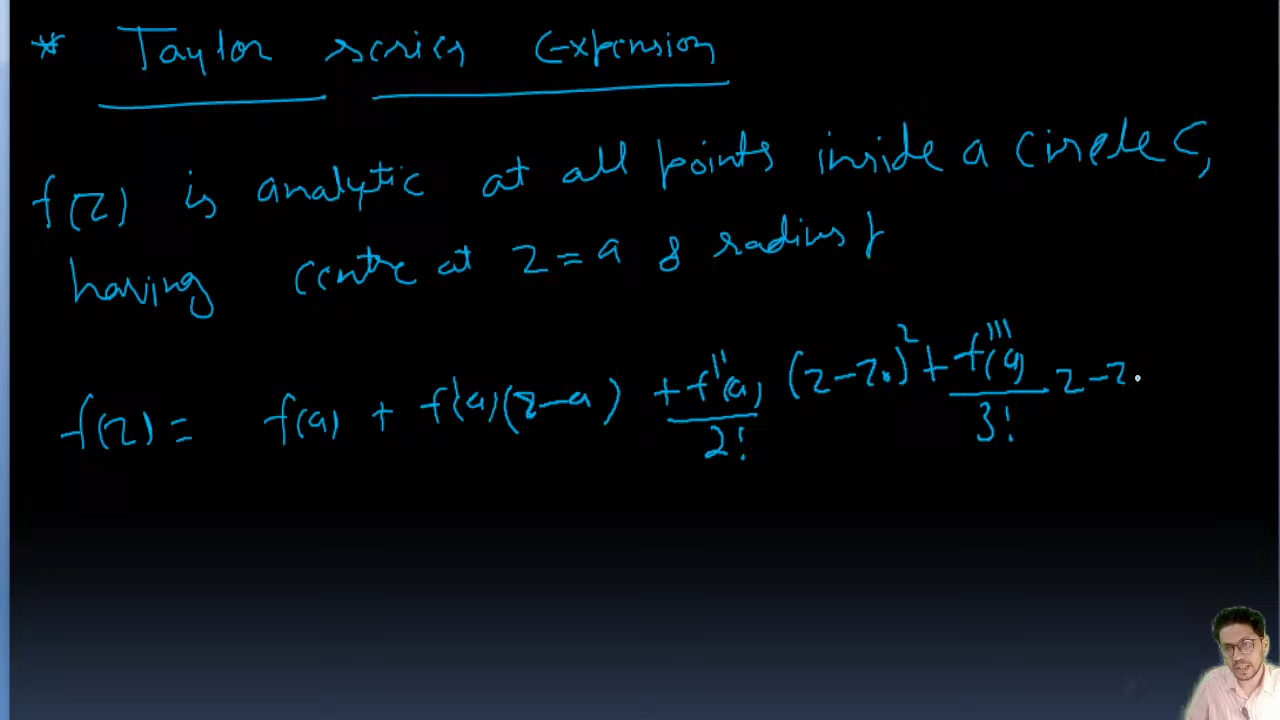 * Taylor series Expansion
f(z) is analytic at all points inside a circle C,
having centre at z = a & radius r
f(z) = f(a) + f'(a)(z-a) + f''(a)/2! (z-z₀)² + f'''(a)/3! z-z₀